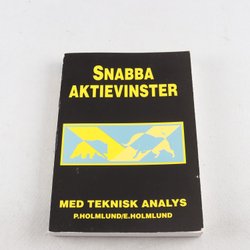 SNABBA
AKTIEVINSTER
MED TEKNISK ANALYS
P.HOLMLUND/E.HOLMLUND